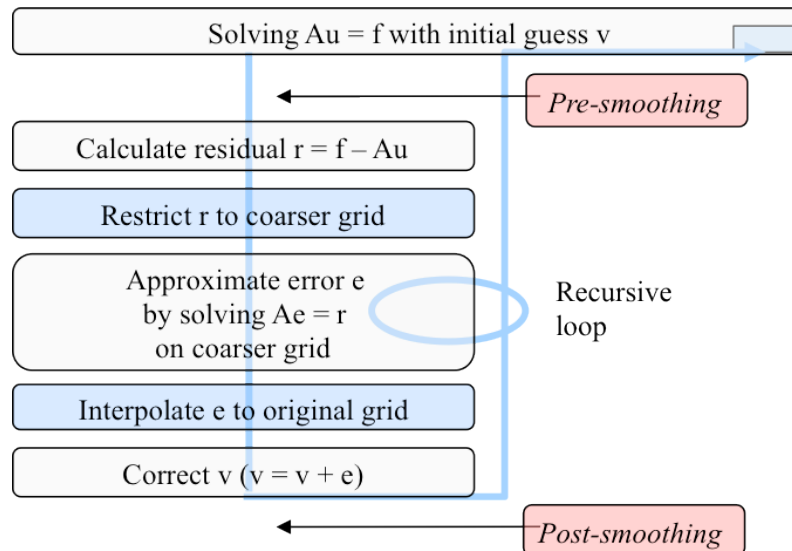 Solving Au = f with initial guess v
Pre-smoothing
Calculate residual r = f – Au
Restrict r to coarser grid
Approximate error e
by solving Ae = r
on coarser grid
Recursive
loop
Interpolate e to original grid
Correct v (v = v + e)
Post-smoothing